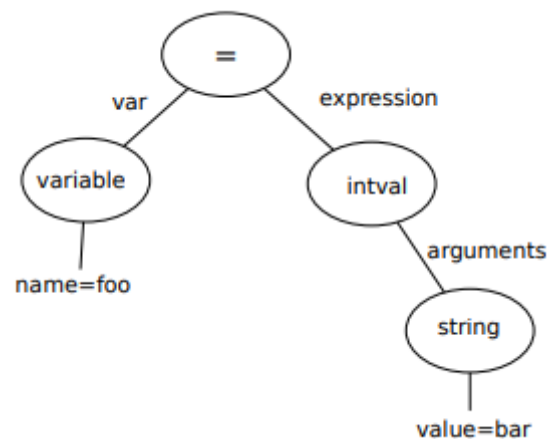 =
var
expression
variable
intval
name=foo
arguments
string
value=bar